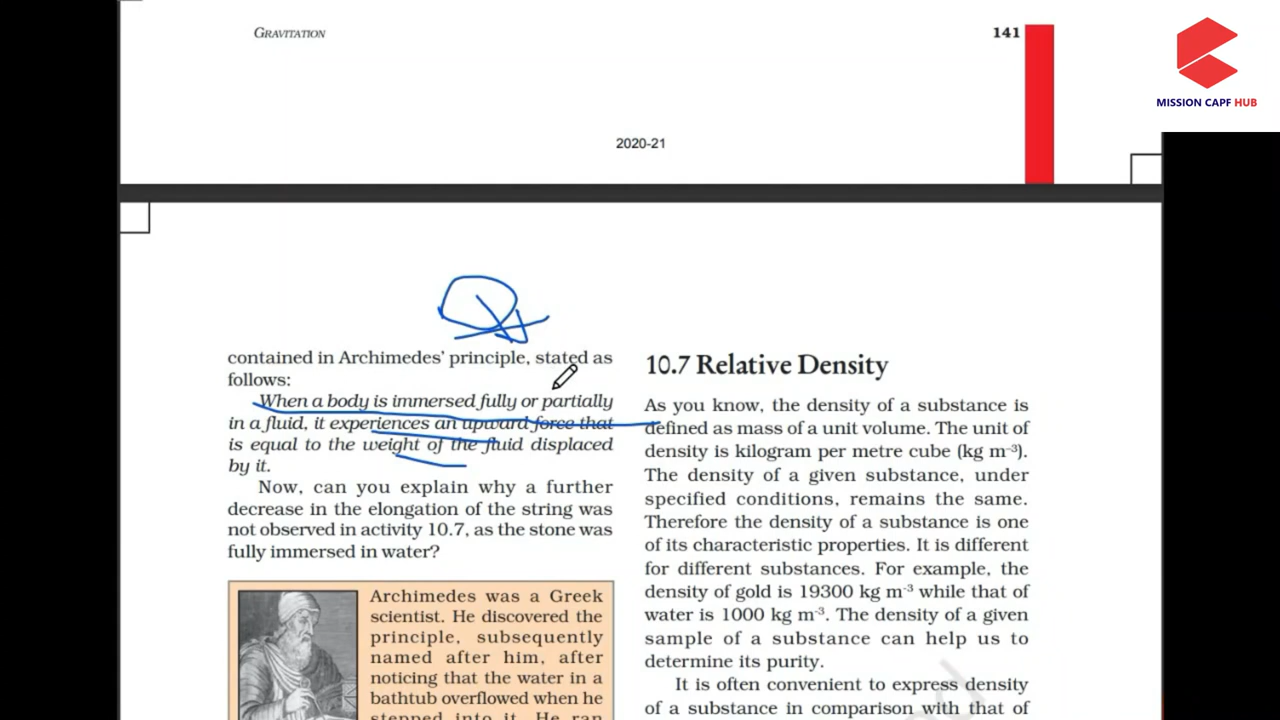 GRAVITATION
141
MISSION CAPF HUB
2020-21
contained in Archimedes’ principle, stated as
follows:
When a body is immersed fully or partially
in a fluid, it experiences an upward force that
is equal to the weight of the fluid displaced
by it.
Now, can you explain why a further
decrease in the elongation of the string was
not observed in activity 10.7, as the stone was
fully immersed in water?
Archimedes was a Greek
scientist. He discovered the
principle, subsequently
named after him, after
noticing that the water in a
bathtub overflowed when he
stepped into it. He ran
10.7 Relative Density
As you know, the density of a substance is
defined as mass of a unit volume. The unit of
density is kilogram per metre cube (kg m⁻³).
The density of a given substance, under
specified conditions, remains the same.
Therefore the density of a substance is one
of its characteristic properties. It is different
for different substances. For example, the
density of gold is 19300 kg m⁻³ while that of
water is 1000 kg m⁻³. The density of a given
sample of a substance can help us to
determine its purity.
It is often convenient to express density
of a substance in comparison with that of